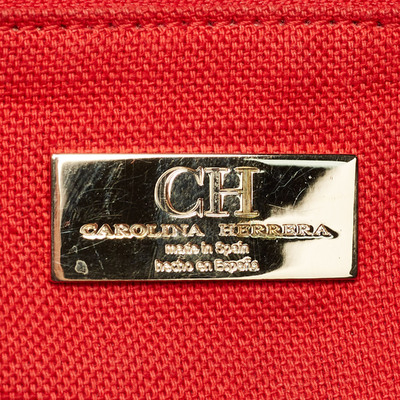 CH
CAROLINA HERRERA
made in Spain
hecho en España